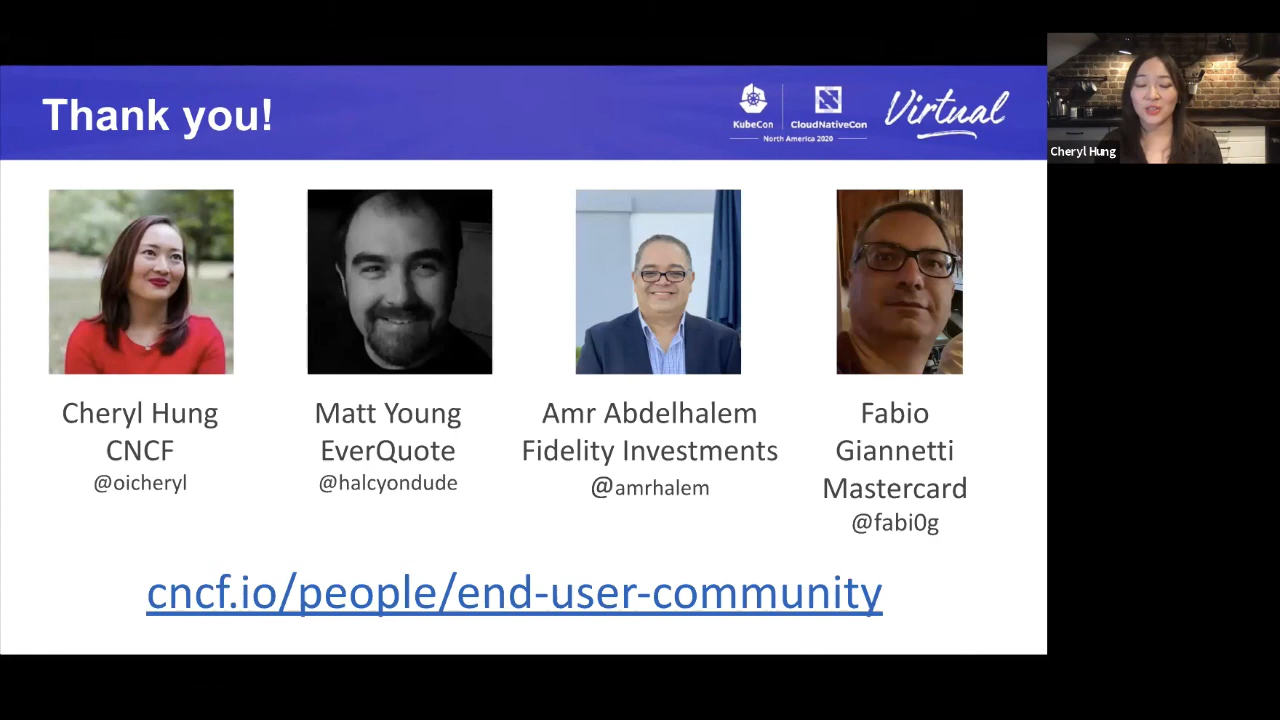 Thank you!
KubeCon
CloudNativeCon
North America 2020
Virtual
Cheryl Hung
Cheryl Hung
CNCF
@oicheryl
Matt Young
EverQuote
@halcyondude
Amr Abdelhalem
Fidelity Investments
@amrhalem
Fabio
Giannetti
Mastercard
@fabi0g
cncf.io/people/end-user-community